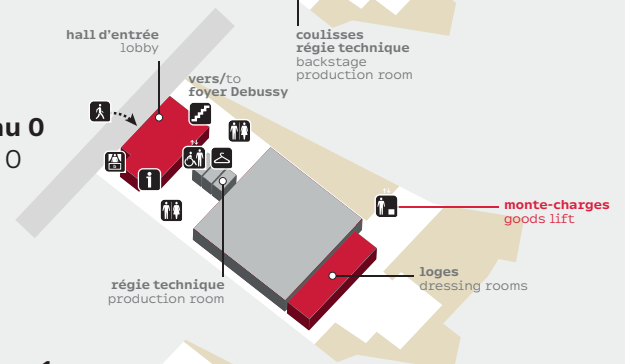 hall d'entrée
lobby
coulisses
régie technique
backstage
production room
vers/to
foyer Debussy
au 0
0
monte-charges
goods lift
loges
dressing rooms
régie technique
production room